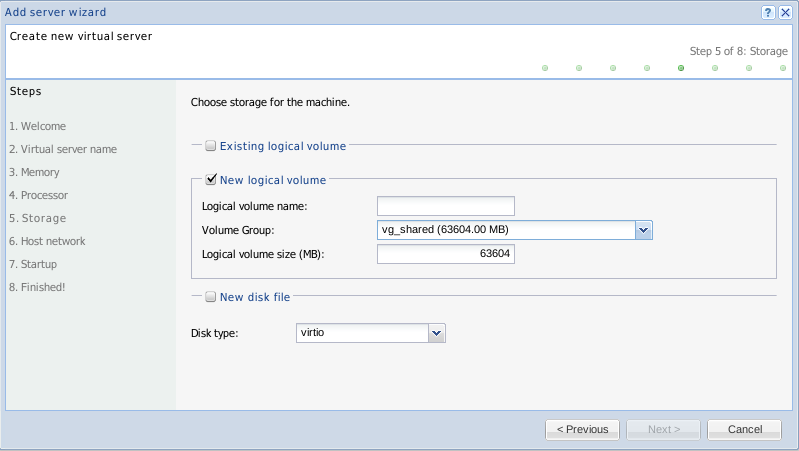 Add server wizard
?
Create new virtual server
Step 5 of 8: Storage
Steps
1. Welcome
2. Virtual server name
3. Memory
4. Processor
5. Storage
6. Host network
7. Startup
8. Finished!
Choose storage for the machine.
Existing logical volume
New logical volume
Logical volume name:
Volume Group: vg_shared (63604.00 MB)
Logical volume size (MB): 63604
New disk file
Disk type: virtio
< Previous Next > Cancel